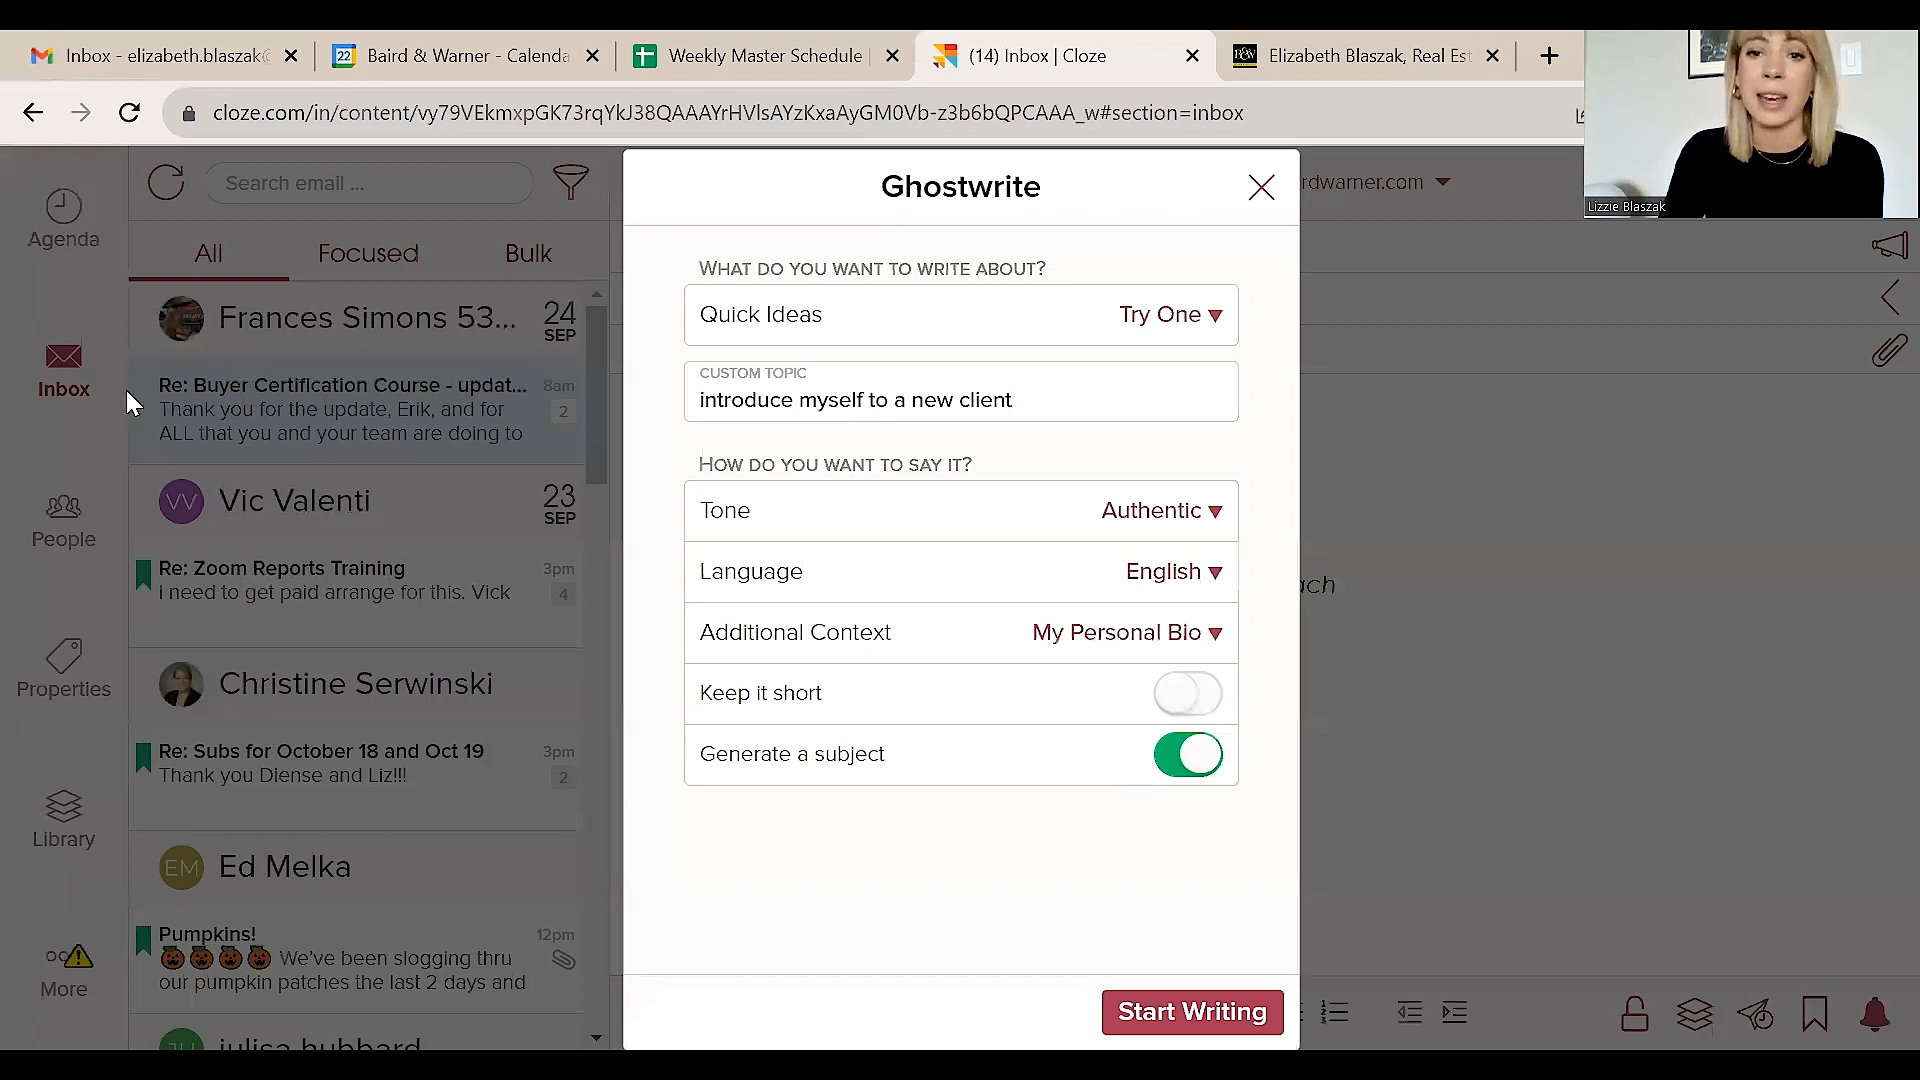 Inbox - elizabeth.blaszak@
22
Baird & Warner - Calenda
Weekly Master Schedule
(14) Inbox | Cloze
Elizabeth Blaszak, Real Est
cloze.com/in/content/vy79VEkmxpGK73rqYkJ38QAAAYrHVlsAYzKxaAyGM0Vb-z3b6bQPCAAA_w#section=inbox
Lizzie Blaszak
Agenda
Inbox
People
Properties
Library
More
Search email ...
All
Focused
Bulk
Frances Simons 53...
24
SEP
Re: Buyer Certification Course - updat...
8am
Thank you for the update, Erik, and for
2
ALL that you and your team are doing to
VV
Vic Valenti
23
SEP
Re: Zoom Reports Training
3pm
i need to get paid arrange for this. Vick
4
Christine Serwinski
Re: Subs for October 18 and Oct 19
3pm
Thank you Diense and Liz!!!
2
EM
Ed Melka
Pumpkins!
12pm
🎃🎃🎃🎃 We've been slogging thru
our pumpkin patches the last 2 days and
julisa hubbard
rdwarner.com
ach
Ghostwrite
WHAT DO YOU WANT TO WRITE ABOUT?
Quick Ideas
Try One
CUSTOM TOPIC
introduce myself to a new client
HOW DO YOU WANT TO SAY IT?
Tone
Authentic
Language
English
Additional Context
My Personal Bio
Keep it short
Generate a subject
Start Writing